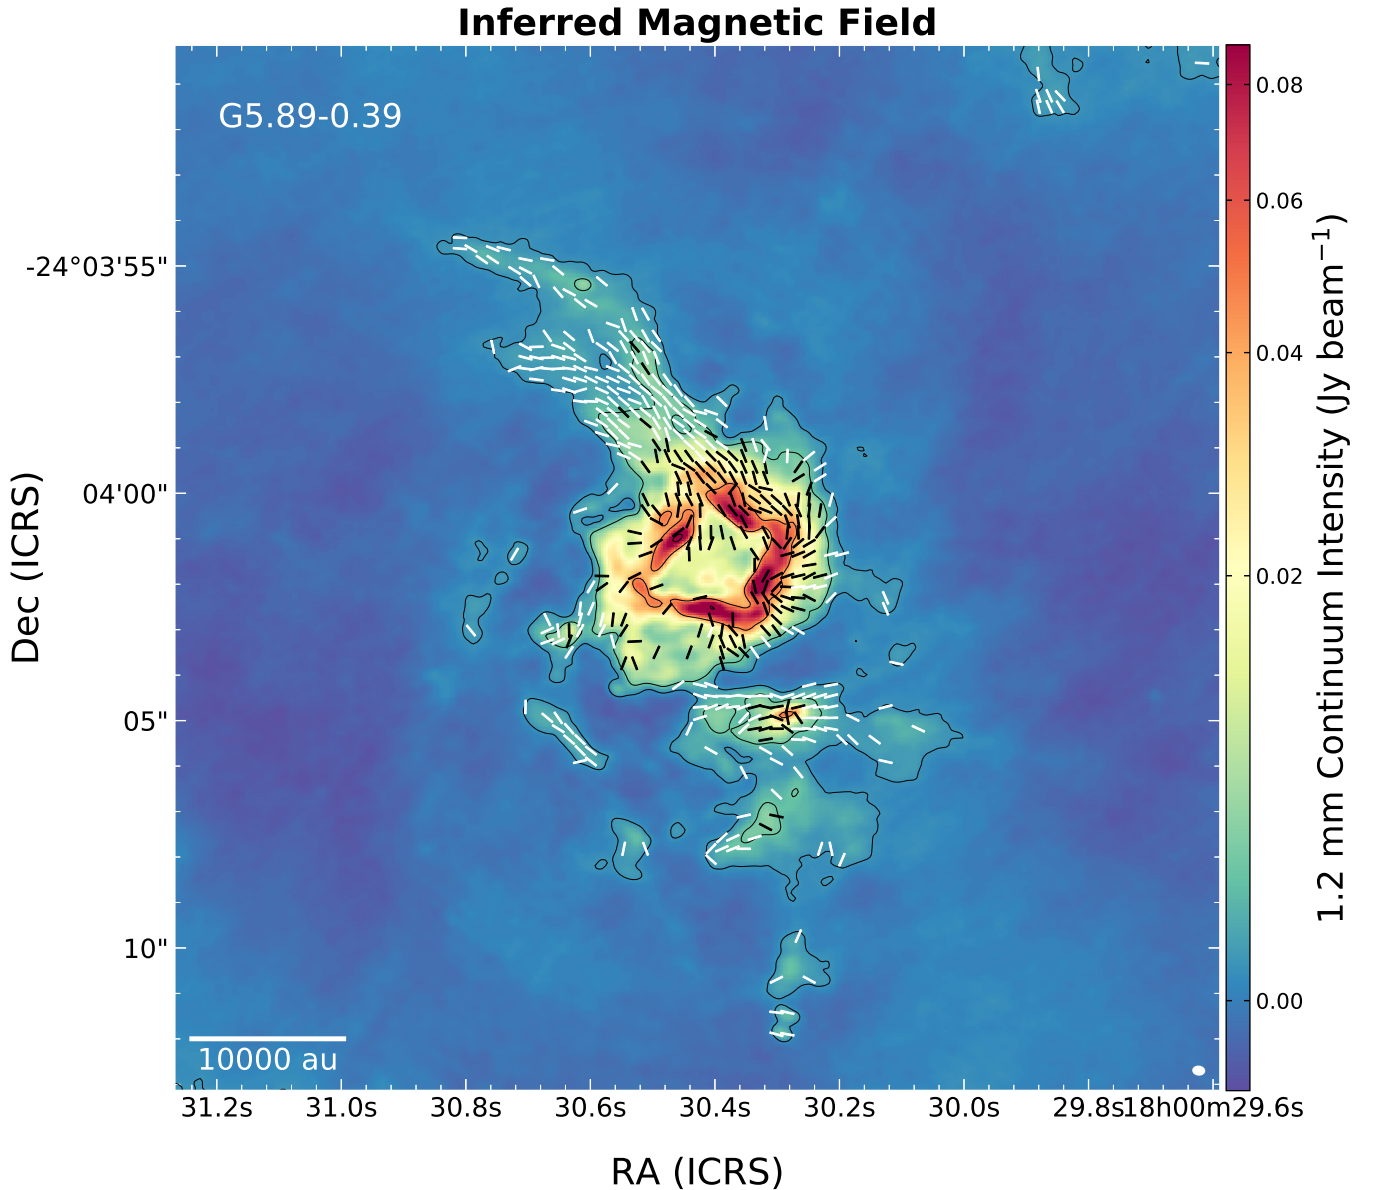 Inferred Magnetic Field
G5.89-0.39
-24°03'55"
04'00"
05"
10"
Dec (ICRS)
10000 au
31.2s 31.0s 30.8s 30.6s 30.4s 30.2s 30.0s 29.8s 18h00m29.6s
RA (ICRS)
0.08
0.06
0.04
0.02
0.00
1.2 mm Continuum Intensity (Jy beam⁻¹)